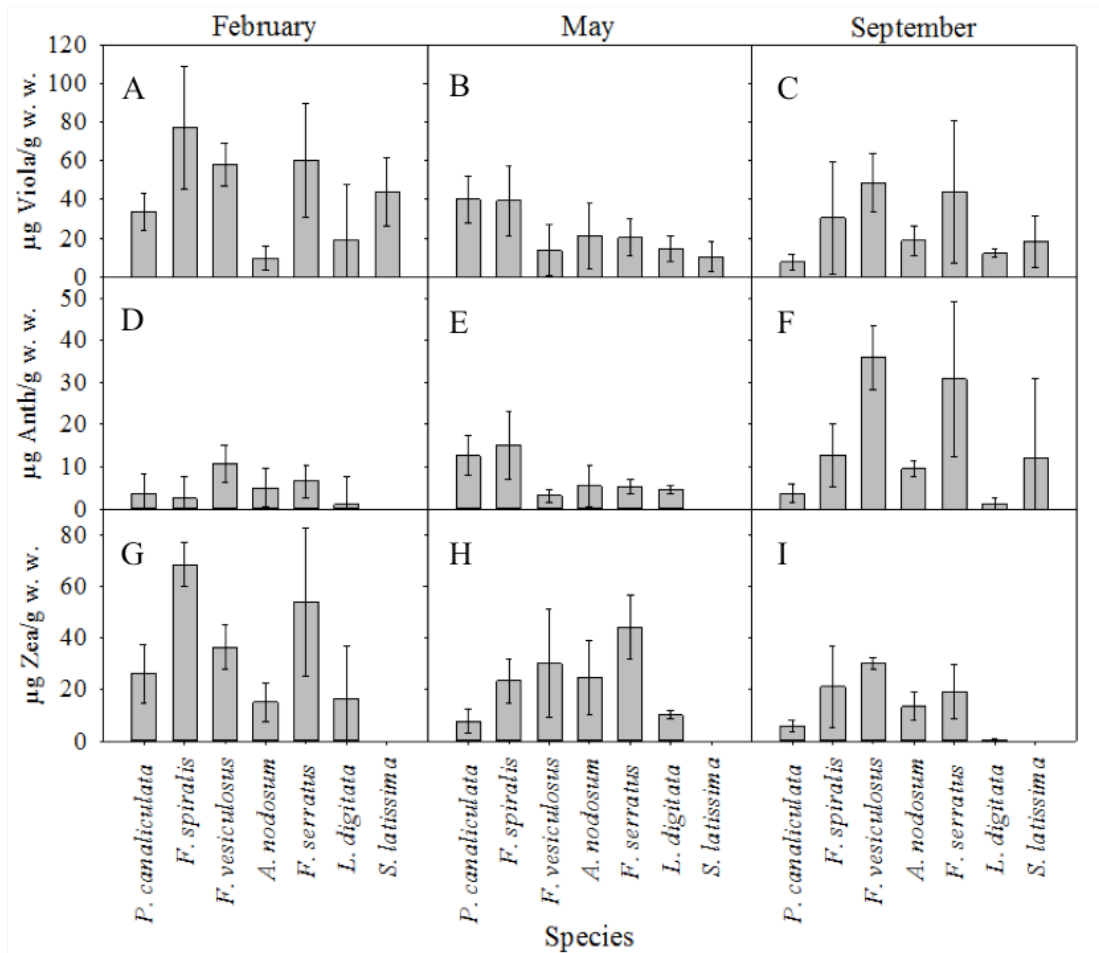 February May September
µg Viola/g w. w.
120
100
80
60
40
20
0
A B C
µg Anth/g w. w.
50
40
30
20
10
0
D E F
µg Zea/g w. w.
80
60
40
20
0
G H I
P. canaliculata
F. spiralis
F. vesiculosus
A. nodosum
F. serratus
L. digitata
S. latissima
P. canaliculata
F. spiralis
F. vesiculosus
A. nodosum
F. serratus
L. digitata
S. latissima
P. canaliculata
F. spiralis
F. vesiculosus
A. nodosum
F. serratus
L. digitata
S. latissima
Species